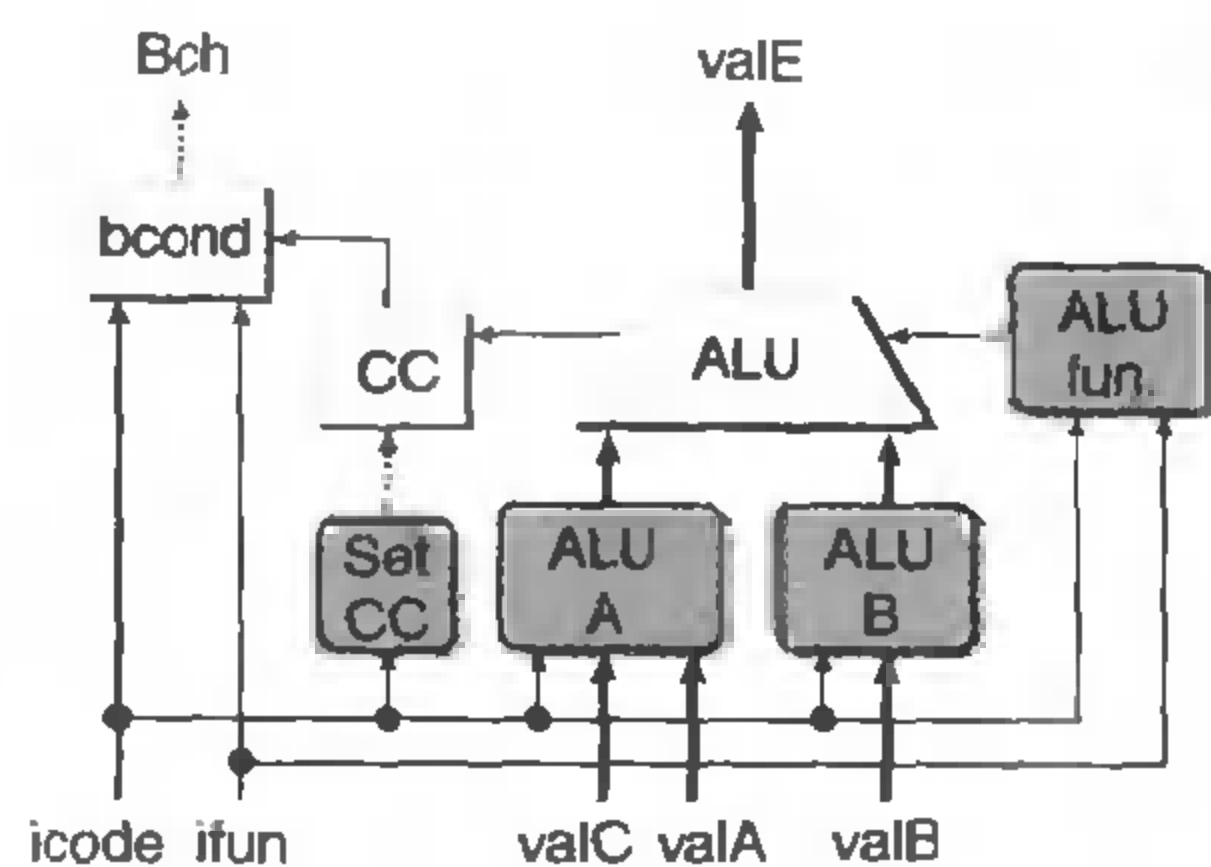 Bch
valE
bcond
CC
ALU
ALU
fun.
Set
CC
ALU
A
ALU
B
icode
ifun
valC
valA
valB